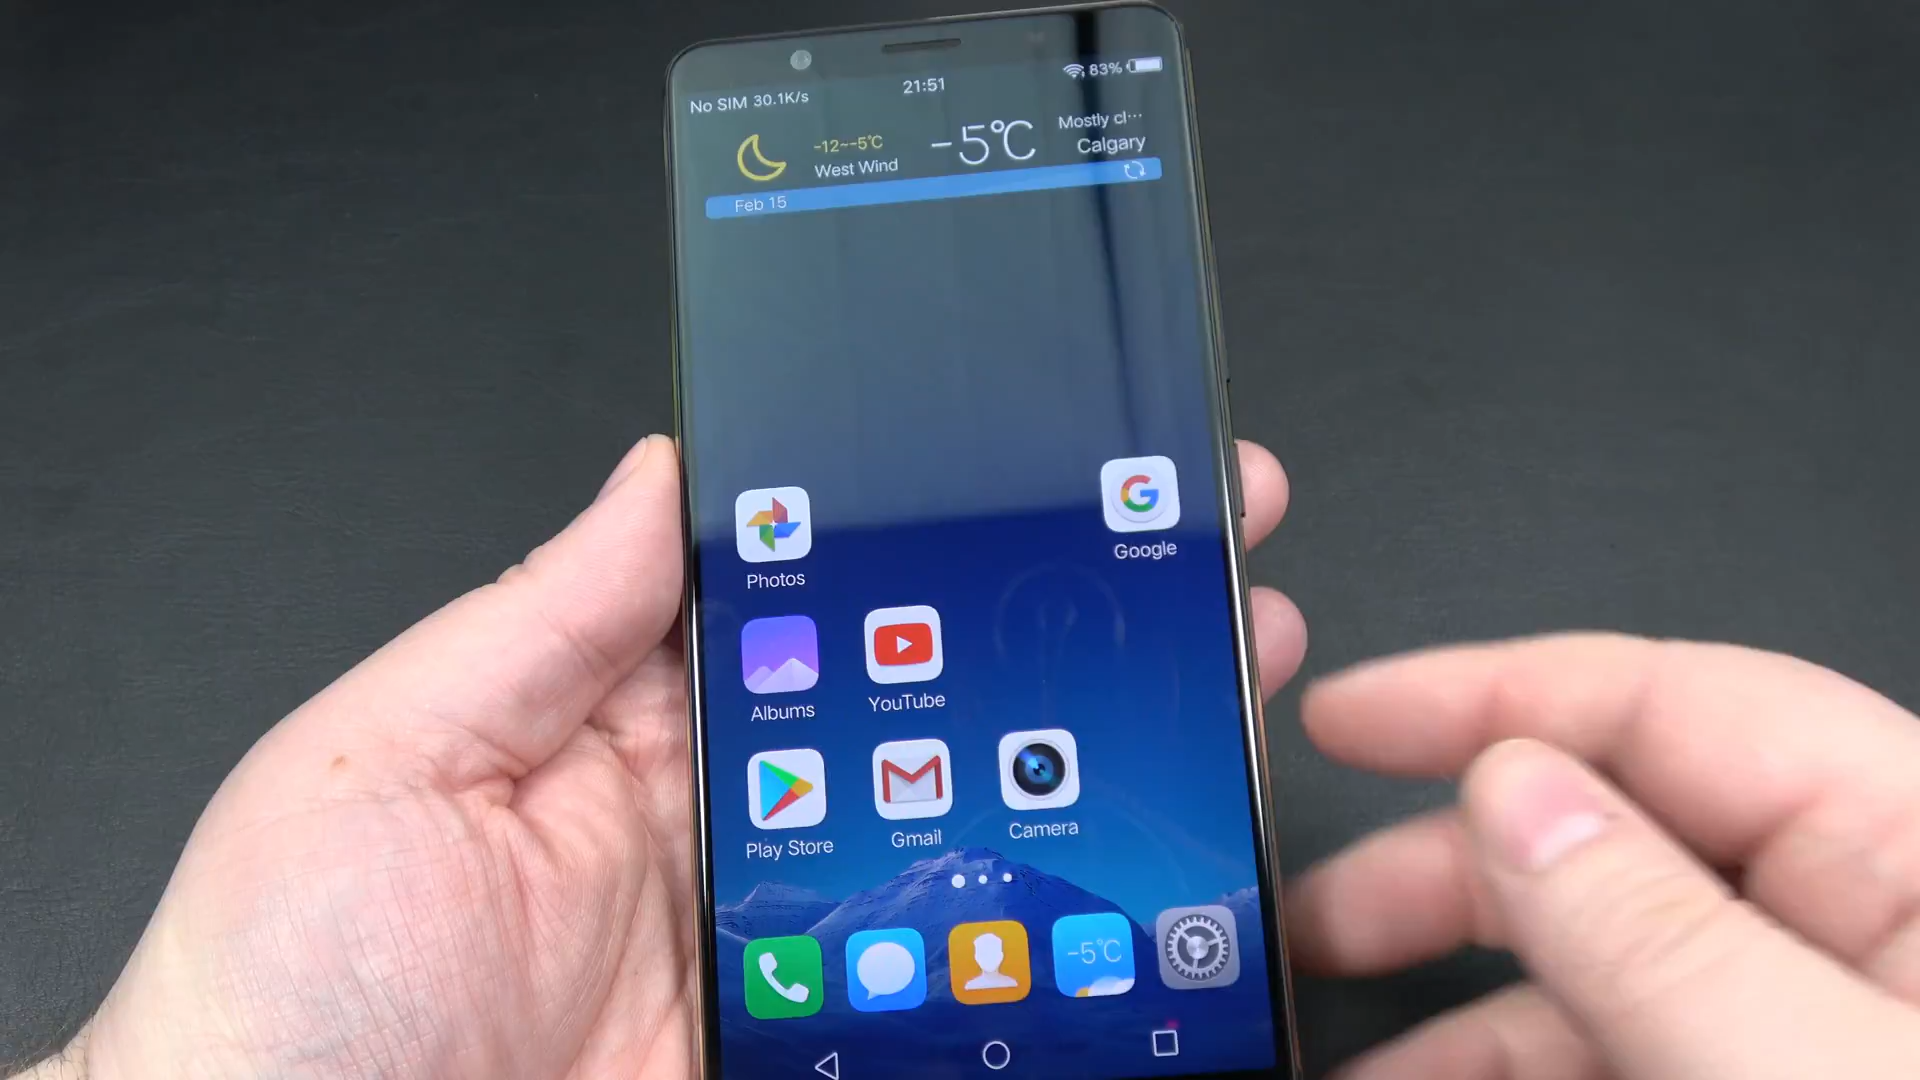 No SIM 30.1K/s
21:51
83%
-12~-5℃
West Wind
-5℃
Mostly cl...
Calgary
Feb 15
Photos
Google
Albums
YouTube
Play Store
Gmail
Camera
-5℃